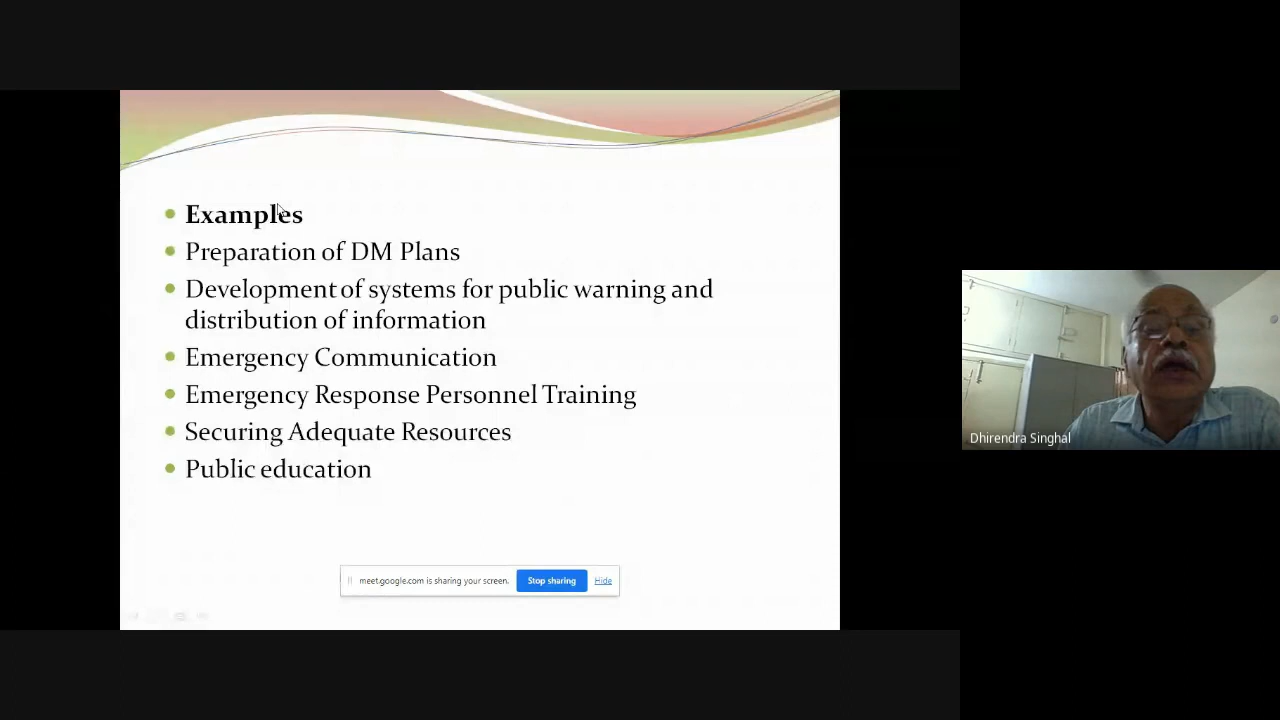 Examples
Preparation of DM Plans
Development of systems for public warning and
distribution of information
Emergency Communication
Emergency Response Personnel Training
Securing Adequate Resources
Public education
meet.google.com is sharing your screen. Stop sharing Hide
Dhirendra Singhal